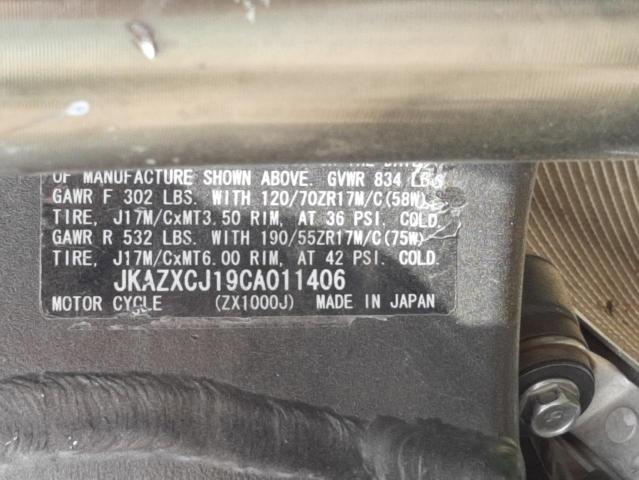 THE DATE
OF MANUFACTURE SHOWN ABOVE. GVWR 834 LBS
GAWR F 302 LBS. WITH 120/70ZR17M/C(58W)
TIRE, J17M/CxMT3.50 RIM, AT 36 PSI. COLD
GAWR R 532 LBS. WITH 190/55ZR17M/C(75W)
TIRE, J17M/CxMT6.00 RIM, AT 42 PSI. COLD.
JKAZXCJ19CA011406
MOTOR CYCLE (ZX1000J) MADE IN JAPAN